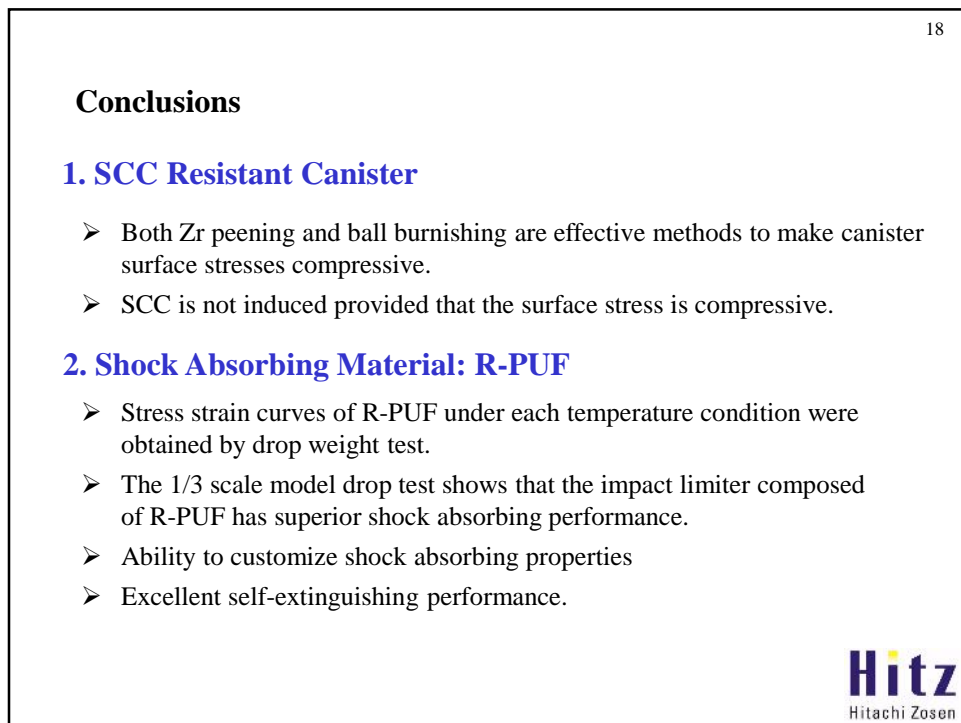 18
Conclusions
1. SCC Resistant Canister
➢ Both Zr peening and ball burnishing are effective methods to make canister
surface stresses compressive.
➢ SCC is not induced provided that the surface stress is compressive.
2. Shock Absorbing Material: R-PUF
➢ Stress strain curves of R-PUF under each temperature condition were
obtained by drop weight test.
➢ The 1/3 scale model drop test shows that the impact limiter composed
of R-PUF has superior shock absorbing performance.
➢ Ability to customize shock absorbing properties
➢ Excellent self-extinguishing performance.
Hitz
Hitachi Zosen